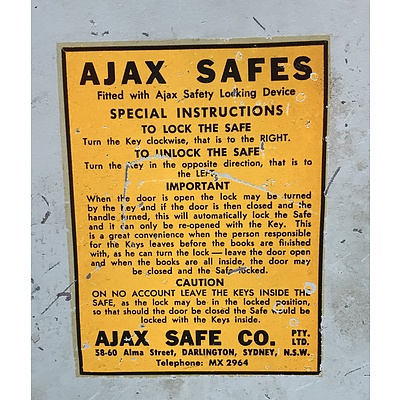 AJAX SAFES
Fitted with Ajax Safety Locking Device
SPECIAL INSTRUCTIONS
TO LOCK THE SAFE
Turn the Key clockwise, that is to the RIGHT.
TO UNLOCK THE SAFE
Turn the Key in the opposite direction, that is to
the LEFT.
IMPORTANT
When the door is open the lock may be turned
by the key and if the door is then closed and the
handle turned, this will automatically lock the Safe
and it can only be re-opened with the Key. This
is a great convenience when the person responsible
for the Keys leaves before the books are finished
with, as he can turn the lock — leave the door open
and when the books are all inside, the door may
be closed and the Safe locked.
CAUTION
ON NO ACCOUNT LEAVE THE KEYS INSIDE THE
SAFE, as the lock may be in the locked position,
so that should the door be closed the Safe would be
locked with the Keys inside.
AJAX SAFE CO. PTY. LTD.
58-60 Alma Street, DARLINGTON, SYDNEY, N.S.W.
Telephone: MX 2964